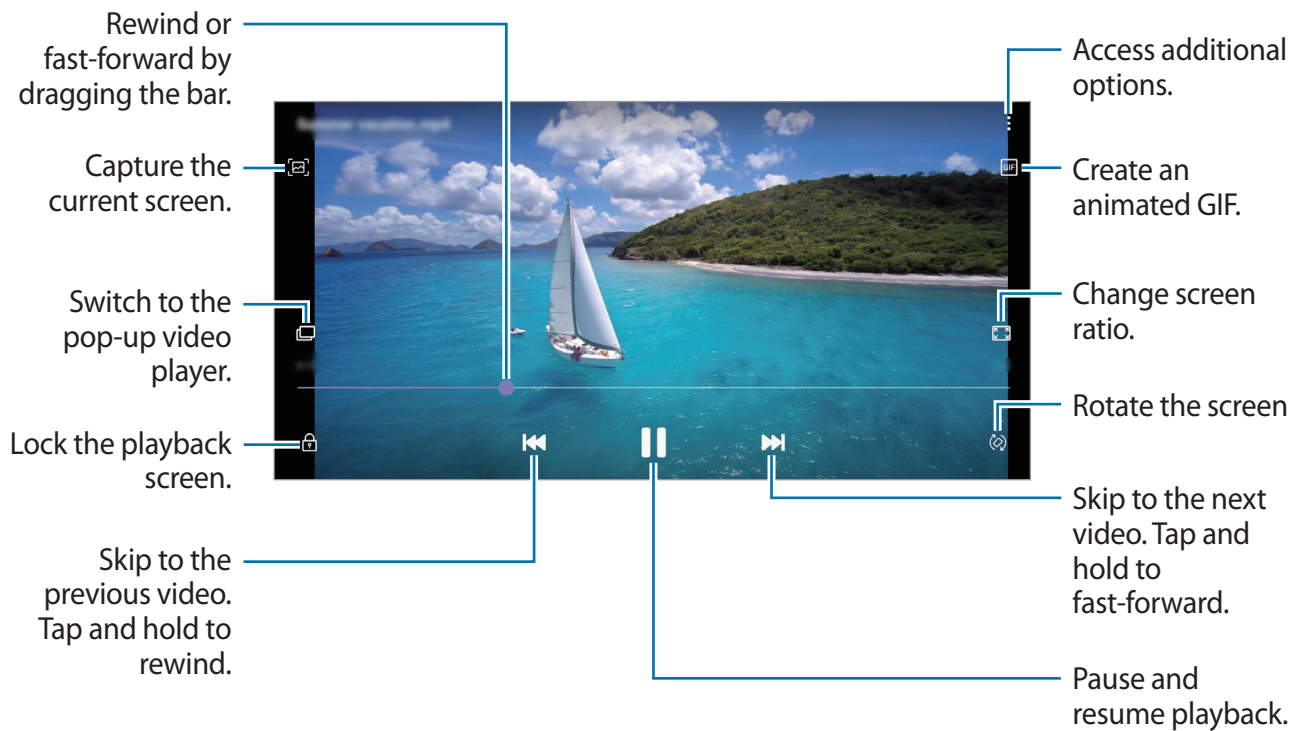 Rewind or
fast-forward by
dragging the bar.
Capture the
current screen.
Switch to the
pop-up video
player.
Lock the playback
screen.
Skip to the
previous video.
Tap and hold to
rewind.
Access additional
options.
GIF
Create an
animated GIF.
Change screen
ratio.
Rotate the screen
Skip to the next
video. Tap and
hold to
fast-forward.
Pause and
resume playback.